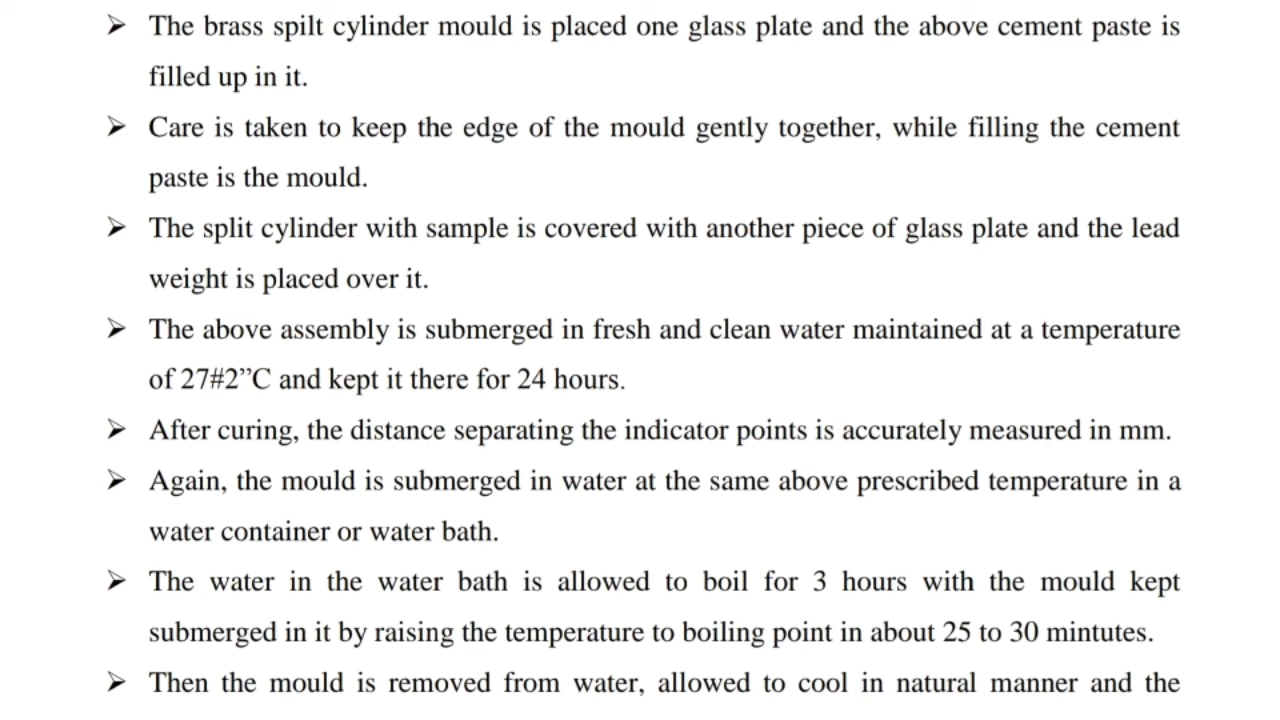 ➢ The brass spilt cylinder mould is placed one glass plate and the above cement paste is
filled up in it.
➢ Care is taken to keep the edge of the mould gently together, while filling the cement
paste is the mould.
➢ The split cylinder with sample is covered with another piece of glass plate and the lead
weight is placed over it.
➢ The above assembly is submerged in fresh and clean water maintained at a temperature
of 27#2”C and kept it there for 24 hours.
➢ After curing, the distance separating the indicator points is accurately measured in mm.
➢ Again, the mould is submerged in water at the same above prescribed temperature in a
water container or water bath.
➢ The water in the water bath is allowed to boil for 3 hours with the mould kept
submerged in it by raising the temperature to boiling point in about 25 to 30 mintutes.
➢ Then the mould is removed from water, allowed to cool in natural manner and the